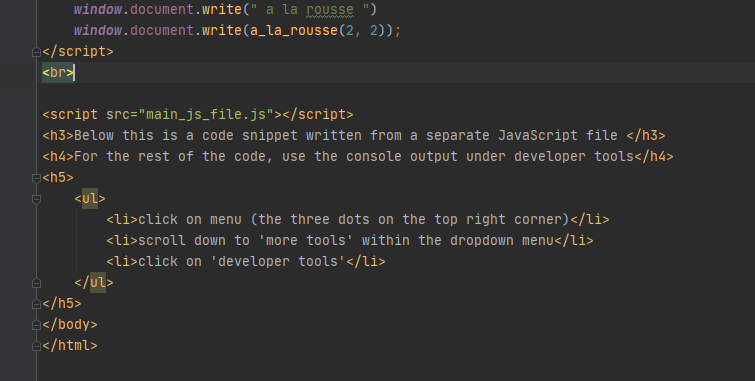 window.document.write(" a la rousse ")
window.document.write(a_la_rousse(2, 2));
</script>
<br>
<script src="main_js_file.js"></script>
<h3>Below this is a code snippet written from a separate JavaScript file </h3>
<h4>For the rest of the code, use the console output under developer tools</h4>
<h5>
<ul>
<li>click on menu (the three dots on the top right corner)</li>
<li>scroll down to 'more tools' within the dropdown menu</li>
<li>click on 'developer tools'</li>
</ul>
</h5>
</body>
</html>